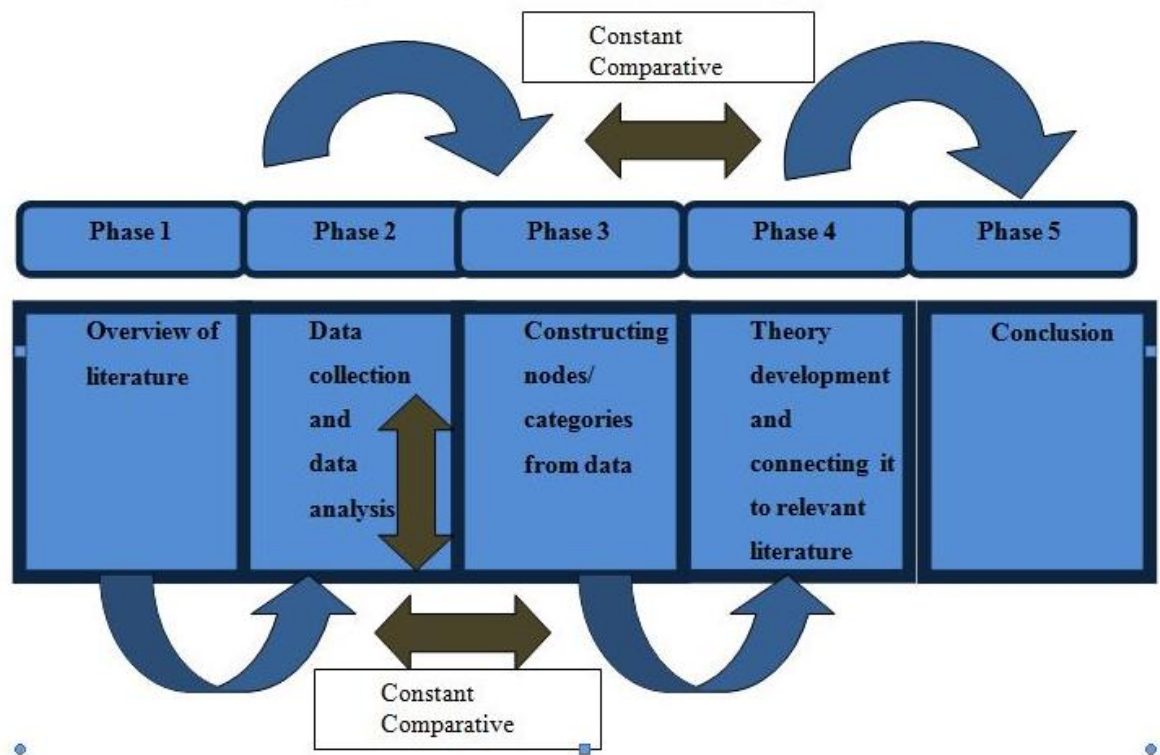 Constant
Comparative
Phase 1
Phase 2
Phase 3
Phase 4
Phase 5
Overview of
literature
Data
collection
and
data
analysis
Constructing
nodes/
categories
from data
Theory
development
and
connecting it
to relevant
literature
Conclusion
Constant
Comparative